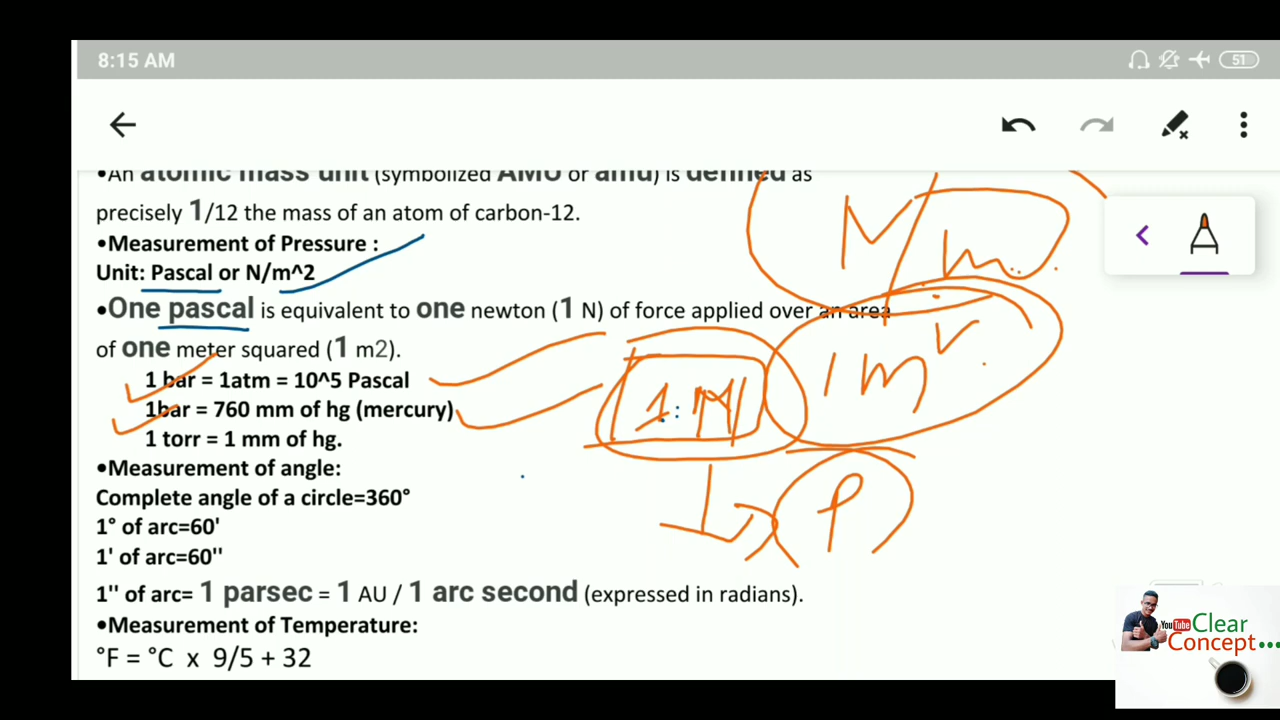 8:15 AM
51
•An atomic mass unit (symbolized AMU or amu) is defined as
precisely 1/12 the mass of an atom of carbon-12.
•Measurement of Pressure :
Unit: Pascal or N/m^2
•One pascal is equivalent to one newton (1 N) of force applied over an area
of one meter squared (1 m2).
1 bar = 1atm = 10^5 Pascal
1bar = 760 mm of hg (mercury)
1 torr = 1 mm of hg.
•Measurement of angle:
Complete angle of a circle=360°
1° of arc=60'
1' of arc=60''
1'' of arc= 1 parsec = 1 AU / 1 arc second (expressed in radians).
•Measurement of Temperature:
°F = °C x 9/5 + 32
N/m
1 m
1 N
P
YouTube Clear
Concept...